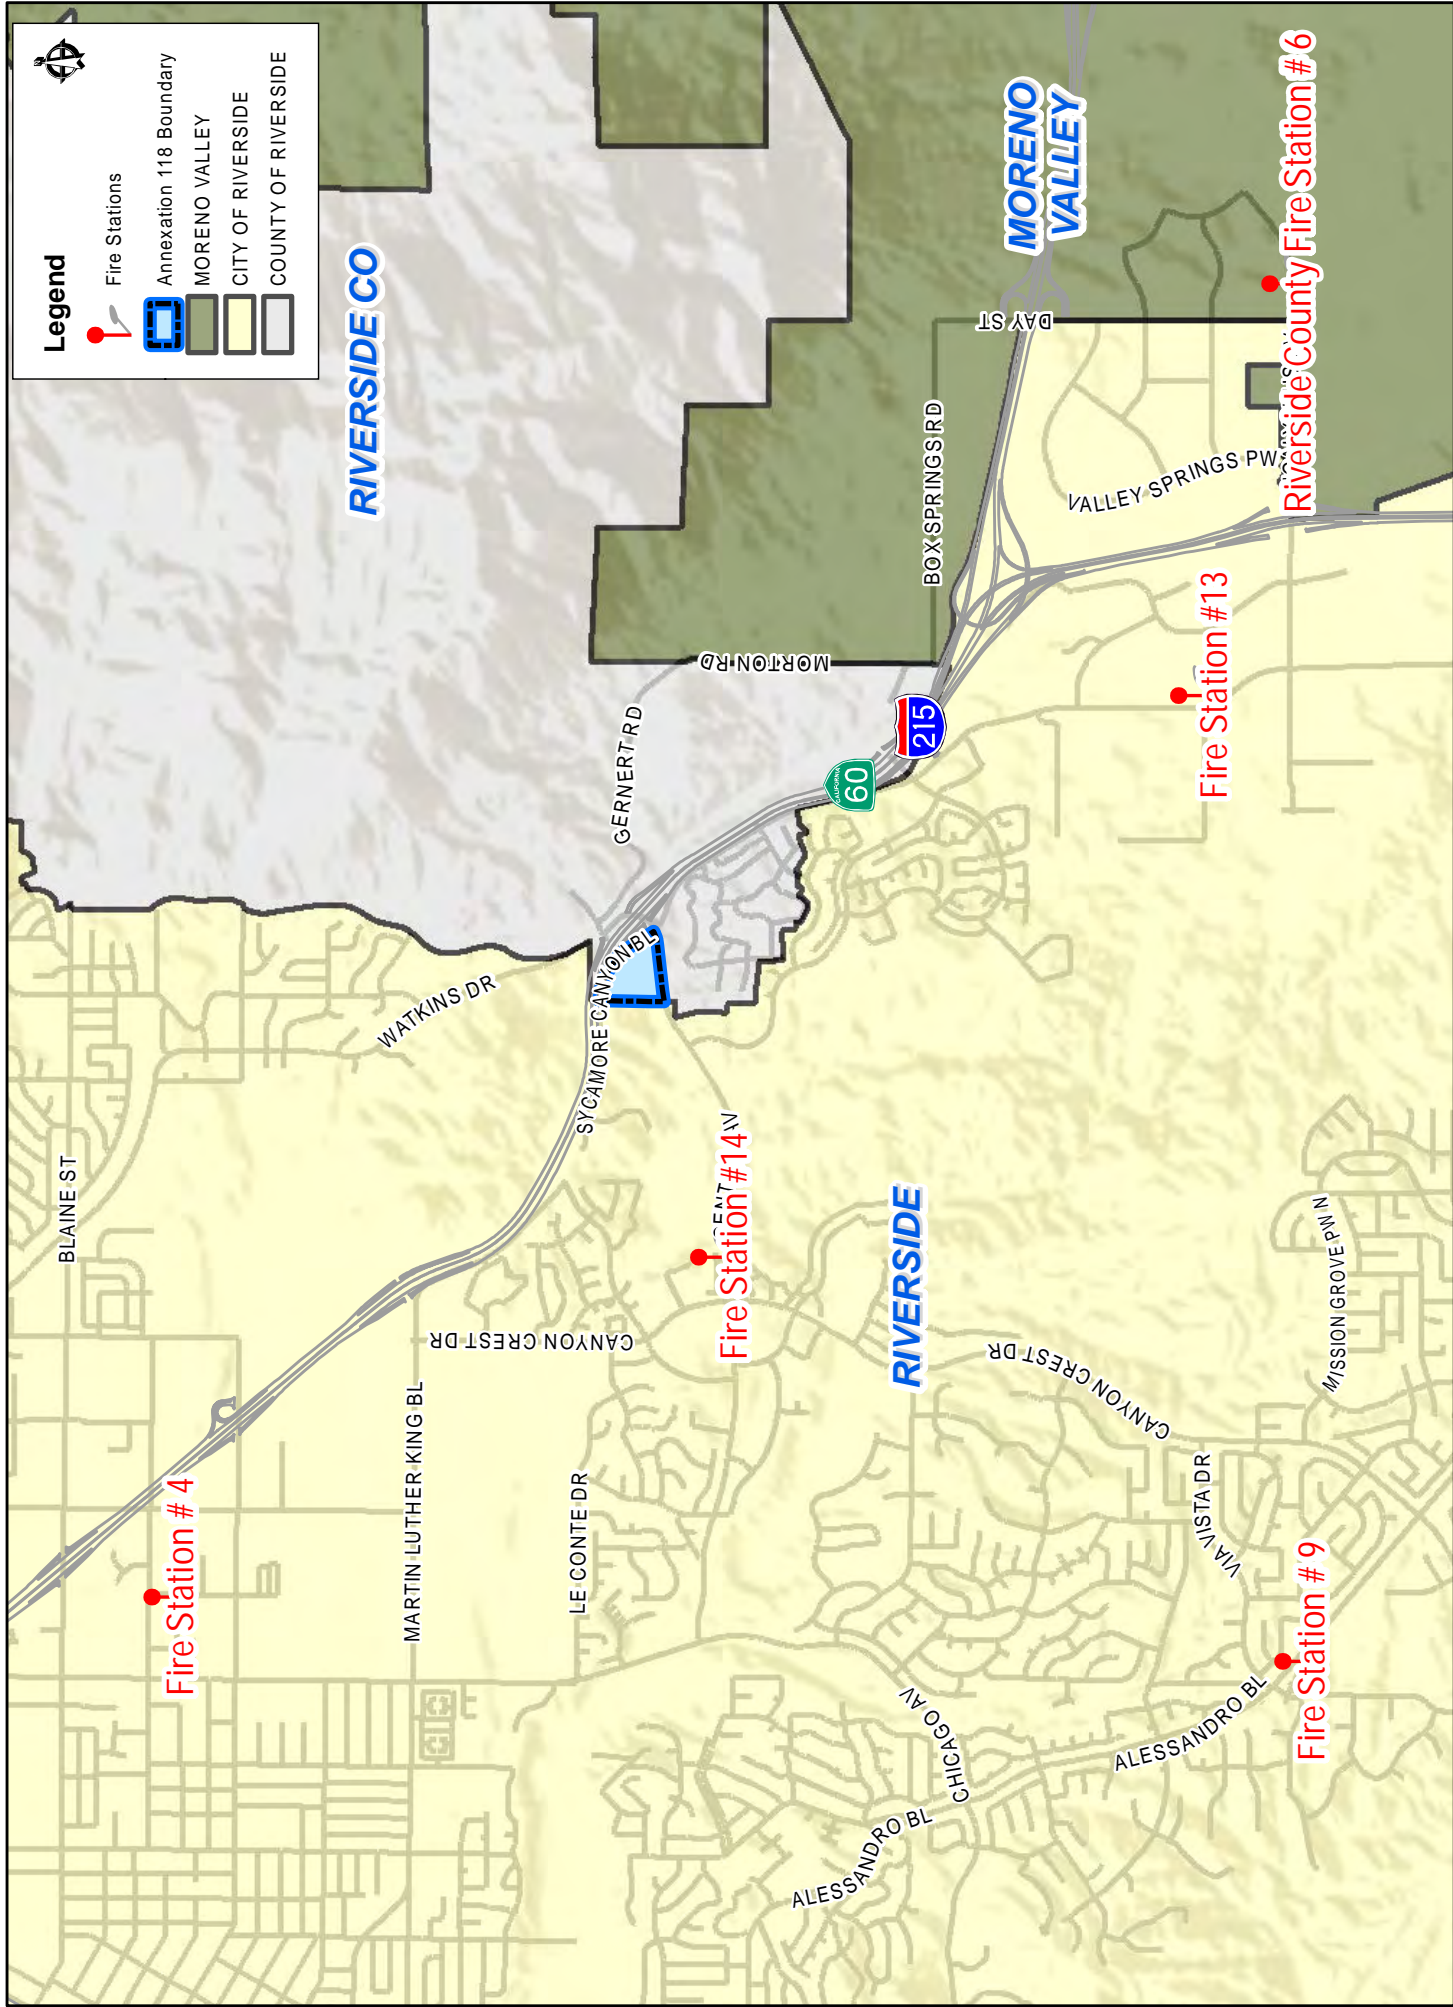 Legend
Fire Stations
Annexation 118 Boundary
MORENO VALLEY
CITY OF RIVERSIDE
COUNTY OF RIVERSIDE
RIVERSIDE CO
MORENO
VALLEY
RIVERSIDE
BLAINE ST
WATKINS DR
SYCAMORE CANYON BL
GERNERT RD
MORTON RD
BOX SPRINGS RD
DAY ST
VALLEY SPRINGS PW
CALIFORNIA
60
215
MARTIN LUTHER KING BL
CANYON CREST DR
LE CONTE DR
CANYON CREST DR
VIA VISTA DR
MISSION GROVE PW N
CHICAGO AV
ALESSANDRO BL
ALESSANDRO BL
Fire Station # 4
Fire Station #14
Fire Station #13
Fire Station # 9
Riverside County Fire Station # 6